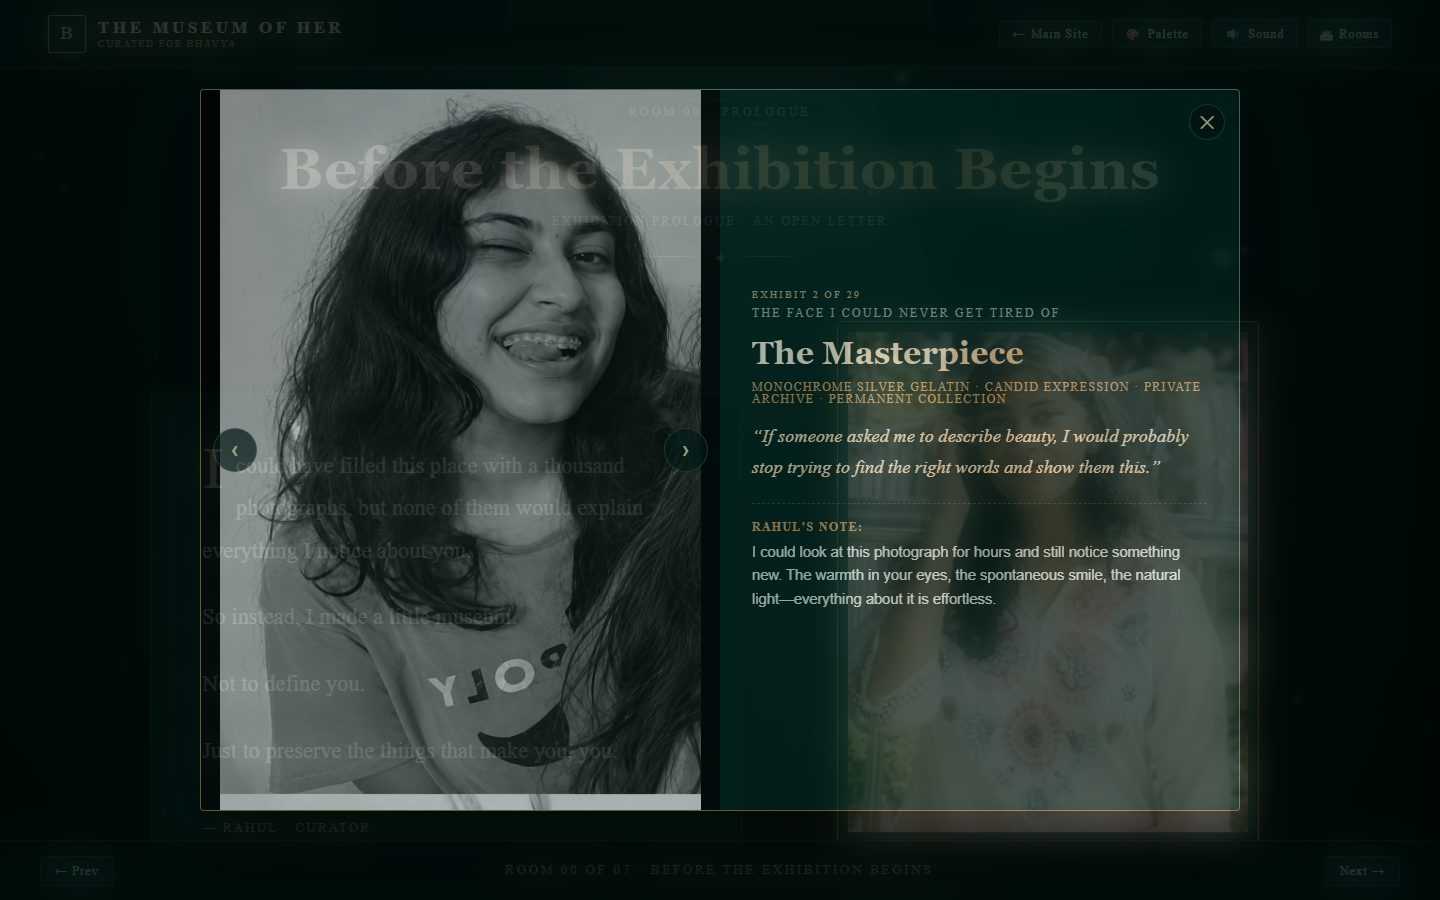 B
THE MUSEUM OF HER
CURATED FOR BHAVYA
← Main Site
Palette
Sound
Rooms
ROOM 00 · PROLOGUE
Before the Exhibition Begins
EXHIBITION PROLOGUE · AN OPEN LETTER
EXHIBIT 2 OF 29
THE FACE I COULD NEVER GET TIRED OF
The Masterpiece
MONOCHROME SILVER GELATIN · CANDID EXPRESSION · PRIVATE
ARCHIVE · PERMANENT COLLECTION
“If someone asked me to describe beauty, I would probably
stop trying to find the right words and show them this.”
RAHUL'S NOTE:
I could look at this photograph for hours and still notice something
new. The warmth in your eyes, the spontaneous smile, the natural
light—everything about it is effortless.
I could have filled this place with a thousand
photographs, but none of them would explain
everything I notice about you.
So instead, I made a little museum.
Not to define you.
Just to preserve the things that make you, you.
YLOP
— RAHUL · CURATOR
← Prev
ROOM 00 OF 07 · BEFORE THE EXHIBITION BEGINS
Next →